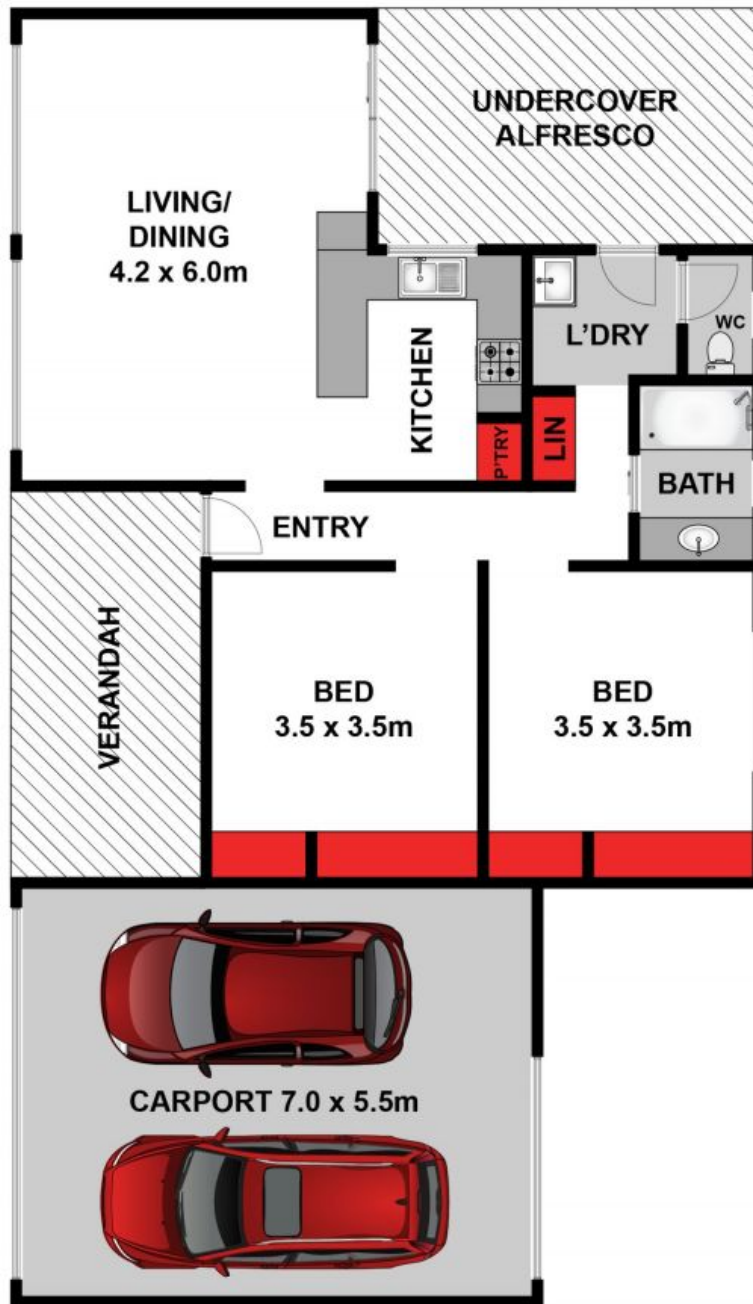 UNDERCOVER
ALFRESCO
LIVING/
DINING
4.2 x 6.0m
KITCHEN
P'TRY
LIN
L'DRY
WC
BATH
ENTRY
VERANDAH
BED
3.5 x 3.5m
BED
3.5 x 3.5m
CARPORT 7.0 x 5.5m